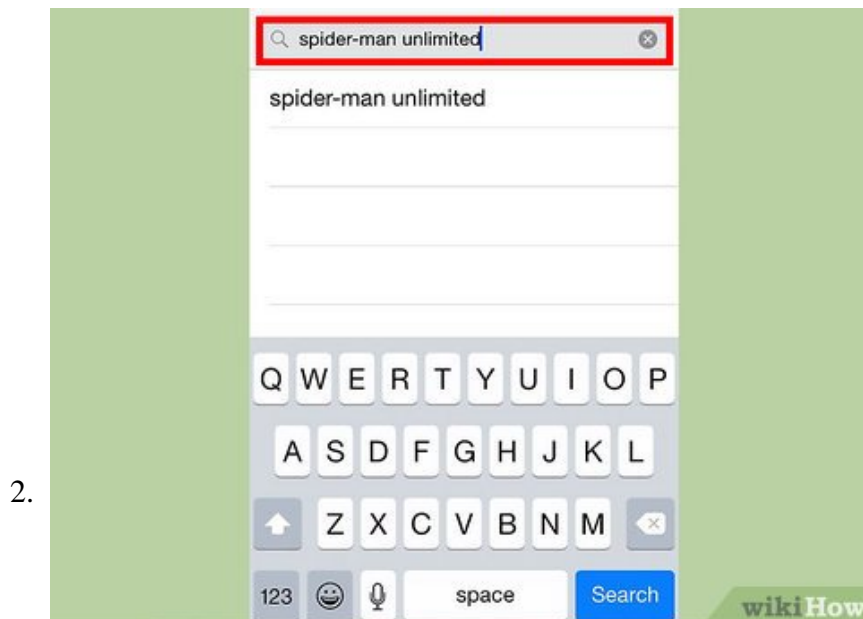 spider-man unlimited
spider-man unlimited
Q W E R T Y U I O P
A S D F G H J K L
2.
Z X C V B N M
123 space Search
wikiHow